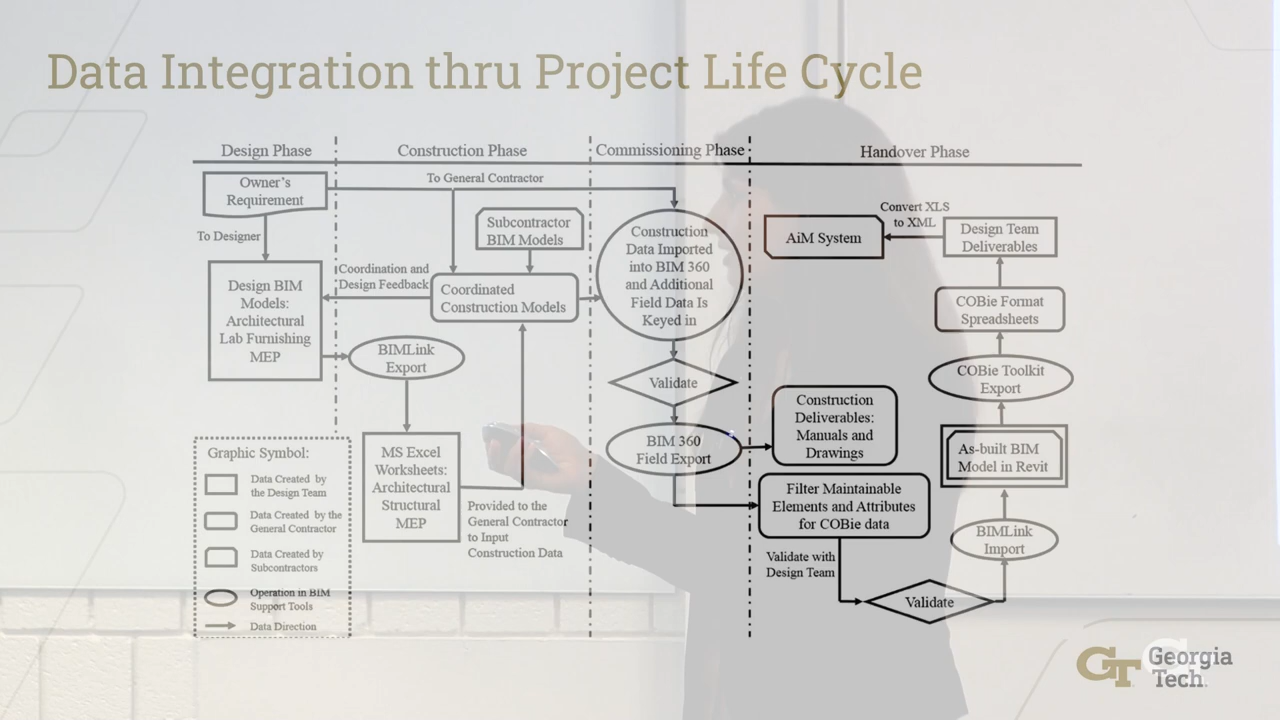 Data Integration thru Project Life Cycle
Design Phase
Construction Phase
Commissioning Phase
Handover Phase
Owner's
Requirement
To General Contractor
To Designer
Subcontractor
BIM Models
Construction
Data Imported
into BIM 360
and Additional
Field Data Is
Keyed in
AiM System
Convert XLS
to XML
Design Team
Deliverables
Design BIM
Models:
Architectural
Lab Furnishing
MEP
Coordination and
Design Feedback
Coordinated
Construction Models
COBie Format
Spreadsheets
BIMLink
Export
Validate
COBie Toolkit
Export
Construction
Deliverables:
Manuals and
Drawings
BIM 360
Field Export
As-built BIM
Model in Revit
MS Excel
Worksheets:
Architectural
Structural
MEP
Provided to the
General Contractor
to Input
Construction Data
Filter Maintainable
Elements and Attributes
for COBie data
BIMLink
Import
Validate with
Design Team
Validate
Graphic Symbol:
Data Created by
the Design Team
Data Created by the
General Contractor
Data Created by
Subcontractors
Operation in BIM
Support Tools
Data Direction
GT Georgia
Tech